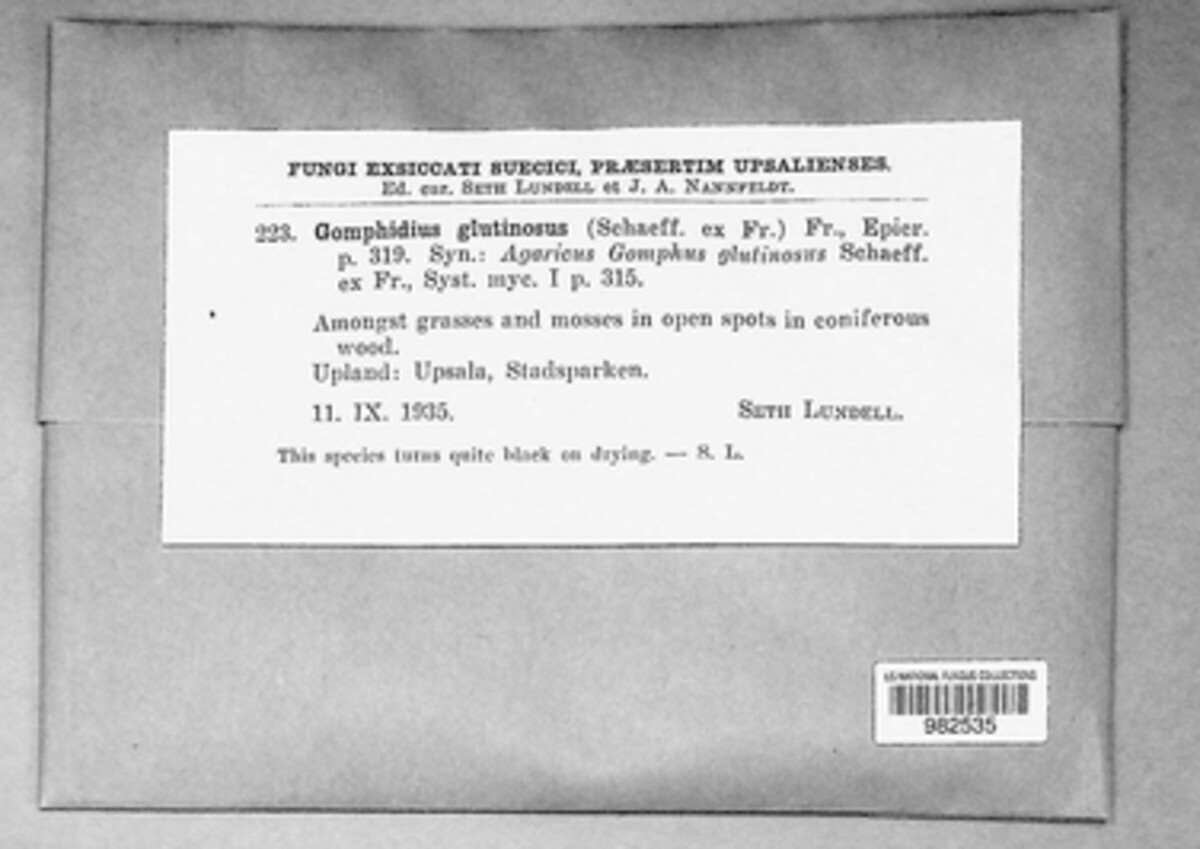 FUNGI EXSICCATI SUECICI, PRÆSERTIM UPSALIENSES.
Ed. cur. SETH LUNDELL et J. A. NANNFELDT.
223. Gomphidius glutinosus (Schaeff. ex Fr.) Fr., Epicr.
p. 319. Syn.: Agaricus Gomphus glutinosus Schaeff.
ex Fr., Syst. myc. I p. 315.
Amongst grasses and mosses in open spots in coniferous
wood.
Upland: Upsala, Stadsparken.
11. IX. 1935. SETH LUNDELL.
This species turns quite black on drying. — S. L.
US NATIONAL FUNGUS COLLECTIONS
982535